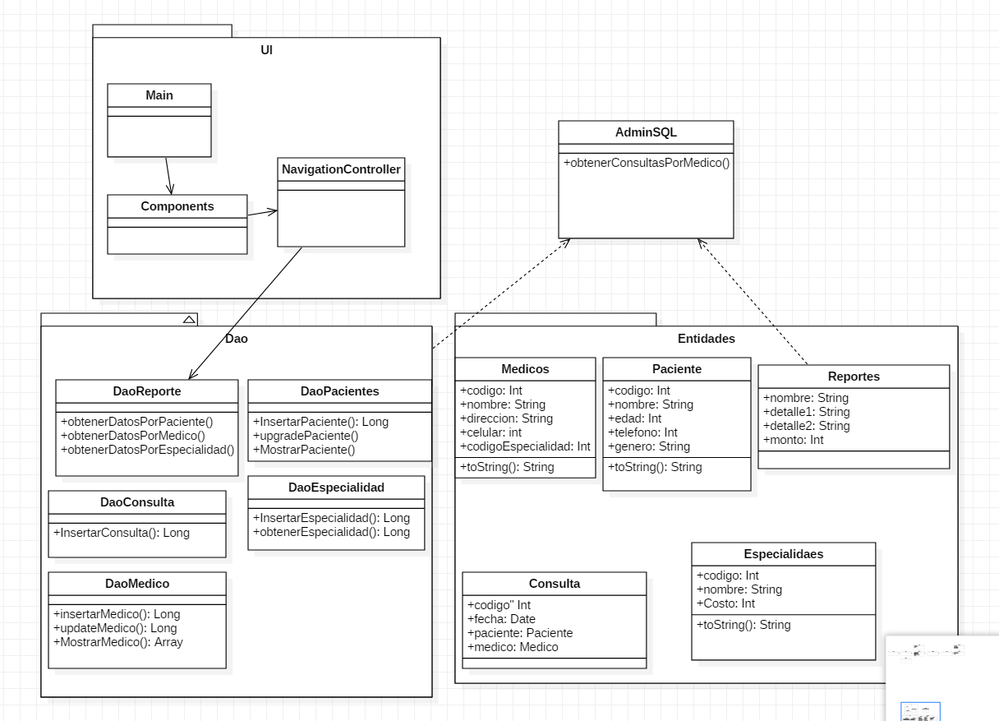 UI
Main
NavigationController
Components
AdminSQL
+obtenerConsultasPorMedico()
Dao
DaoReporte
+obtenerDatosPorPaciente()
+obtenerDatosPorMedico()
+obtenerDatosPorEspecialidad()
DaoPacientes
+InsertarPaciente(): Long
+upgradePaciente()
+MostrarPaciente()
DaoConsulta
+InsertarConsulta(): Long
DaoEspecialidad
+InsertarEspecialidad(): Long
+obtenerEspecialidad(): Long
DaoMedico
+insertarMedico(): Long
+updateMedico(): Long
+MostrarMedico(): Array
Entidades
Medicos
+codigo: Int
+nombre: String
+direccion: String
+celular: int
+codigoEspecialidad: Int
+toString(): String
Paciente
+codigo: Int
+nombre: String
+edad: Int
+telefono: Int
+genero: String
+toString(): String
Reportes
+nombre: String
+detalle1: String
+detalle2: String
+monto: Int
Consulta
+codigo" Int
+fecha: Date
+paciente: Paciente
+medico: Medico
Especialidaes
+codigo: Int
+nombre: String
+Costo: Int
+toString(): String